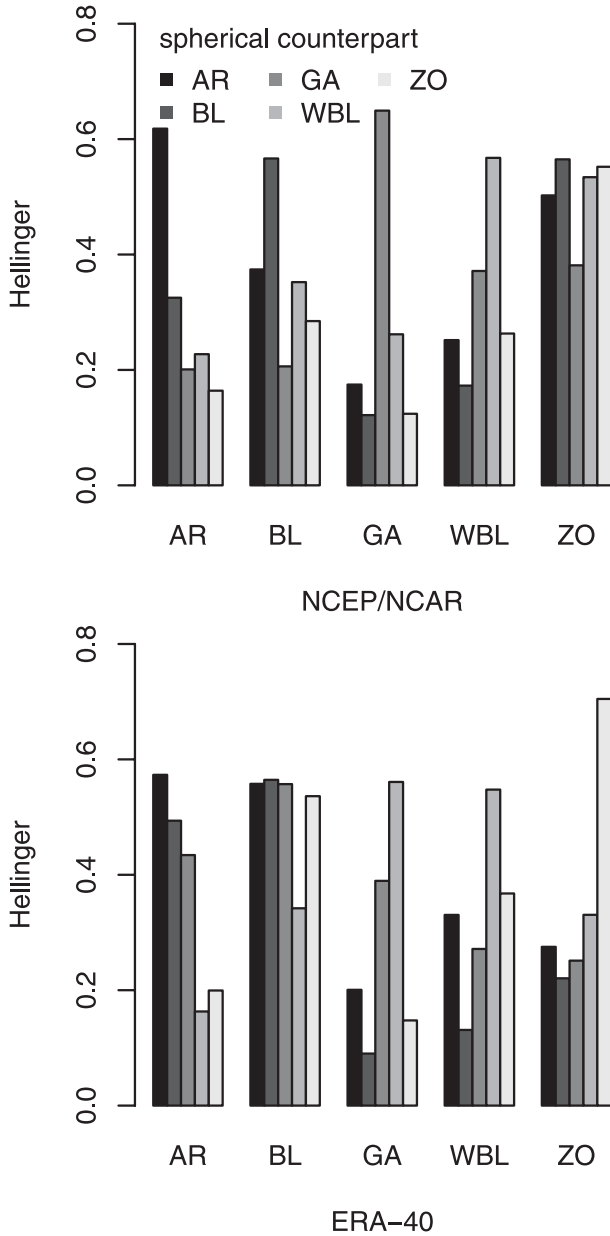 0.8
spherical counterpart
AR GA ZO
BL WBL
0.6
0.4
0.2
0.0
Hellinger
AR BL GA WBL ZO
NCEP/NCAR
0.8
0.6
0.4
0.2
0.0
Hellinger
AR BL GA WBL ZO
ERA−40